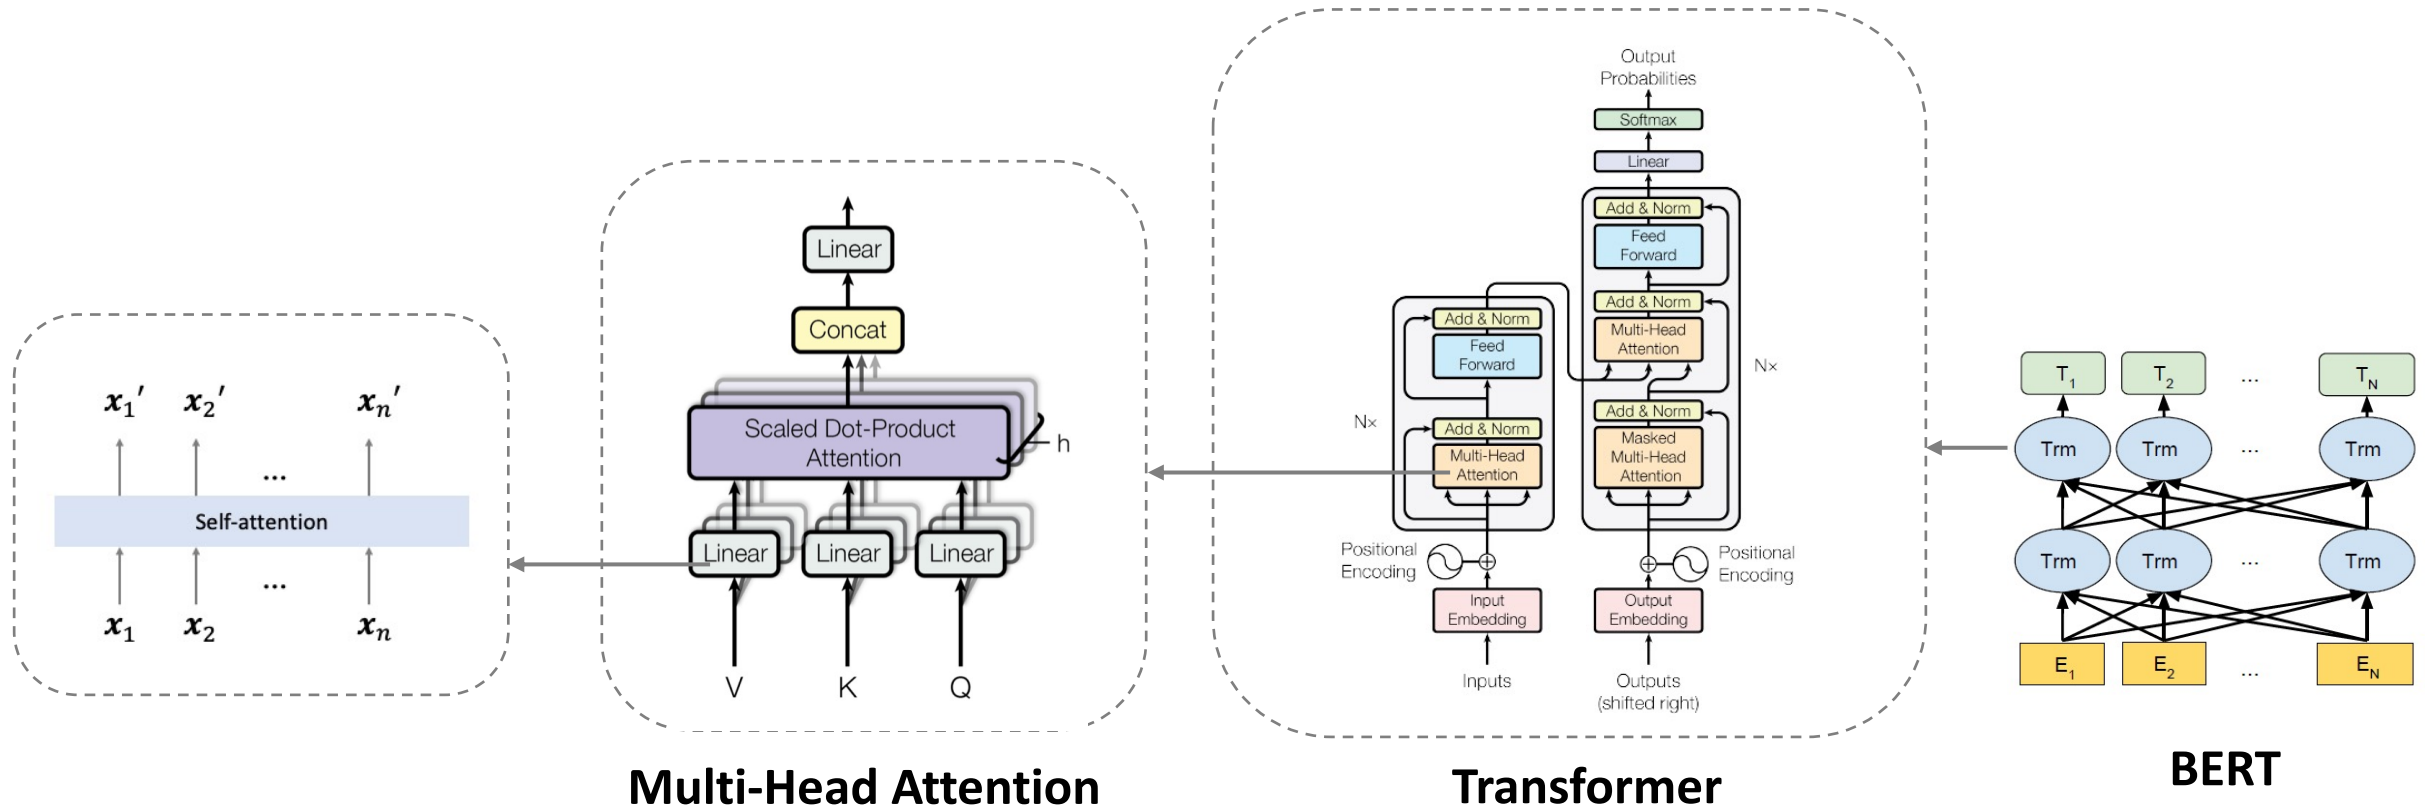 x₁′ x₂′ xₙ′
...
Self-attention
...
x₁ x₂ xₙ
Linear
Concat
Scaled Dot-Product
Attention
h
Linear Linear Linear
V K Q
Multi-Head Attention
Output
Probabilities
Softmax
Linear
Add & Norm
Feed
Forward
Add & Norm
Multi-Head
Attention
Nx
Add & Norm
Masked
Multi-Head
Attention
Add & Norm
Feed
Forward
Nx
Add & Norm
Multi-Head
Attention
Positional
Encoding
Positional
Encoding
Input
Embedding
Output
Embedding
Inputs
Outputs
(shifted right)
Transformer
T₁ T₂ ... T_N
Trm Trm ... Trm
Trm Trm ... Trm
E₁ E₂ ... E_N
BERT